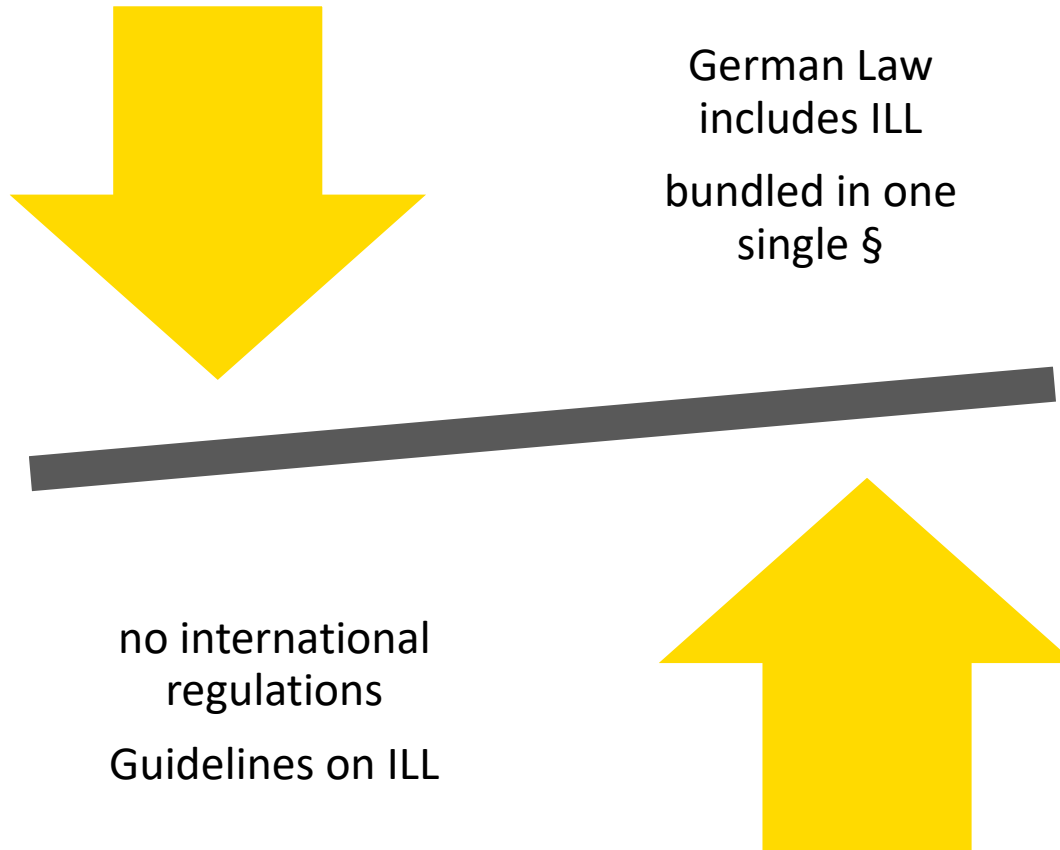 German Law
includes ILL
bundled in one
single §
no international
regulations
Guidelines on ILL